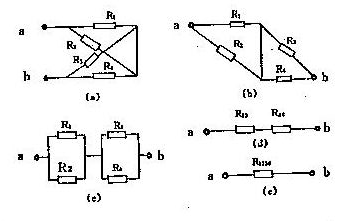 R₁
a
R₂
R₃
b
R₄
(a)
R₁
a
R₂
R₃
R₄
b
(b)
R₁
R₃
a
b
R₂
R₄
(c)
a
R₁₂
R₃₄
b
(d)
a
R₁₂₃₄
b
(e)